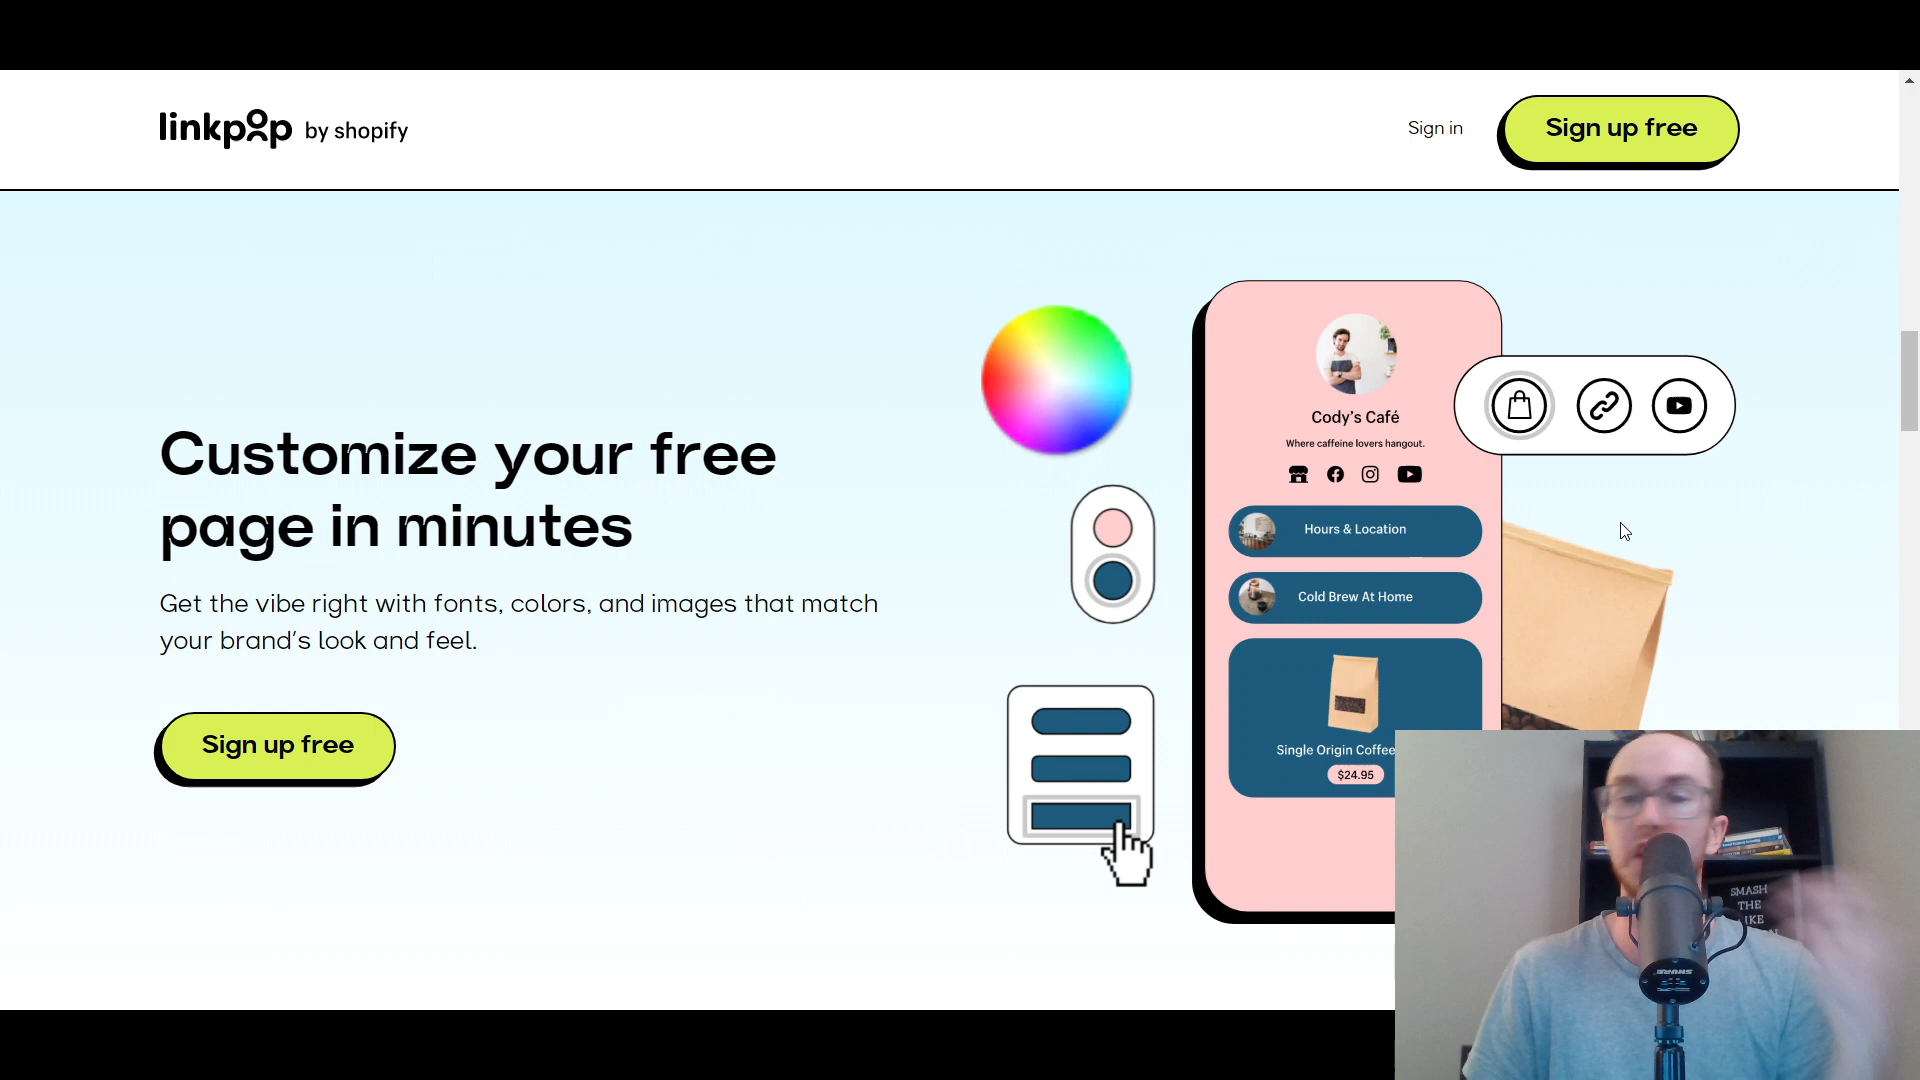 linkpop by shopify
Sign in
Sign up free
Customize your free
page in minutes
Get the vibe right with fonts, colors, and images that match
your brand's look and feel.
Sign up free
Cody's Café
Where caffeine lovers hangout.
Hours & Location
Cold Brew At Home
Single Origin Coffee
$24.95
SMASH
THE
SHURE